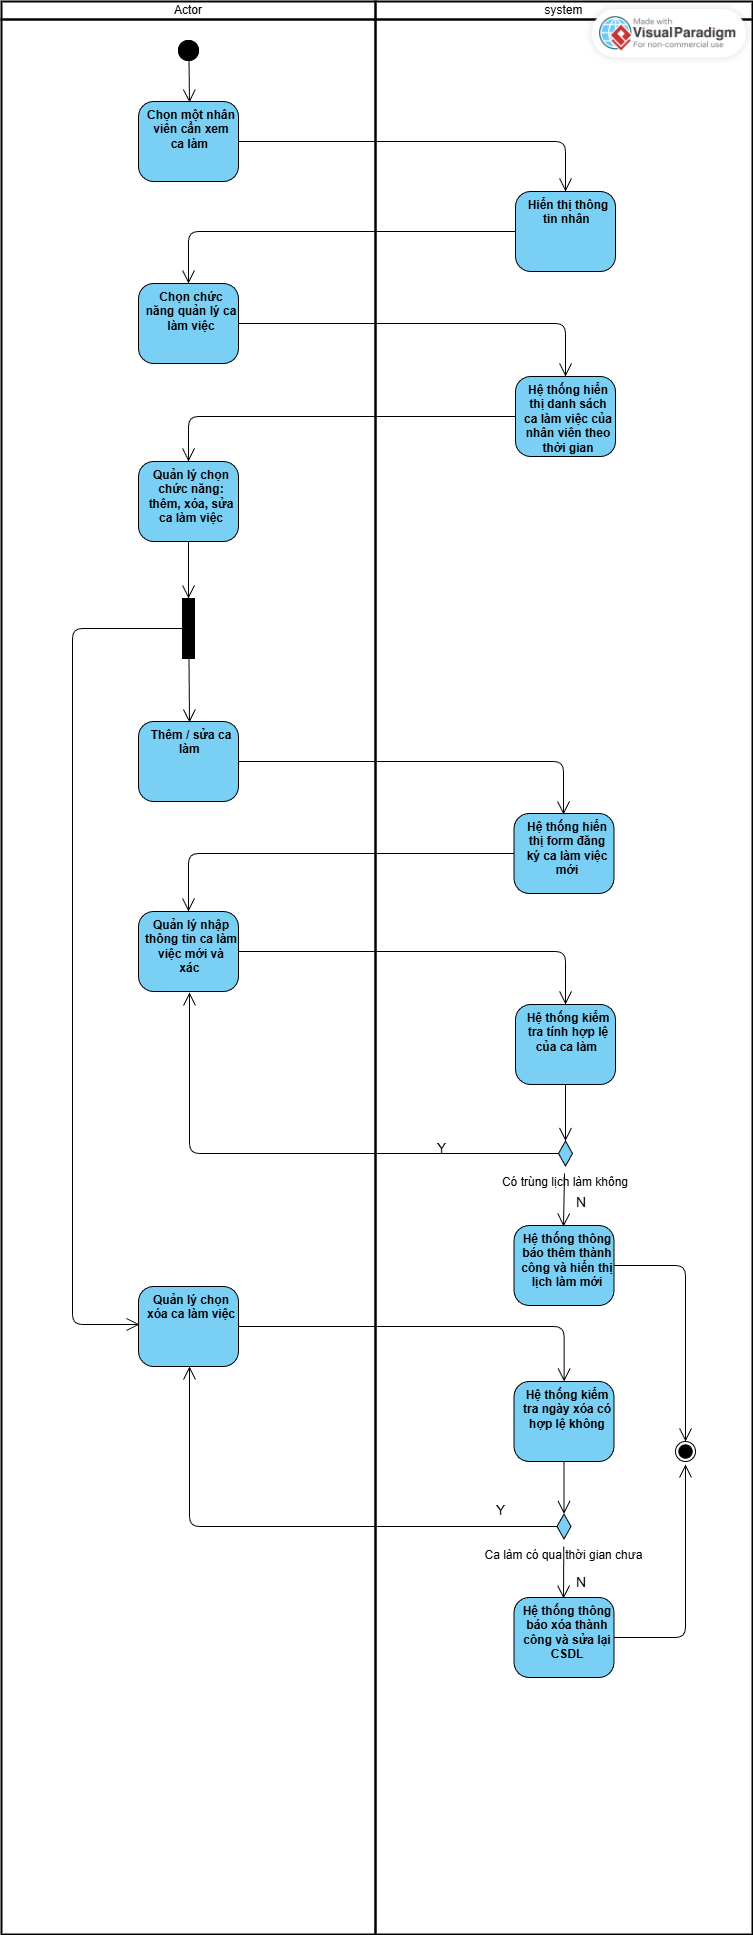 Actor
system
Made with
VisualParadigm
For non-commercial use
Chọn một nhân
viên cần xem
ca làm
Hiển thị thông
tin nhân
Chọn chức
năng quản lý ca
làm việc
Hệ thống hiển
thị danh sách
ca làm việc của
nhân viên theo
thời gian
Quản lý chọn
chức năng:
thêm, xóa, sửa
ca làm việc
Thêm / sửa ca
làm
Hệ thống hiển
thị form đăng
ký ca làm việc
mới
Quản lý nhập
thông tin ca làm
việc mới và
xác
Hệ thống kiểm
tra tính hợp lệ
của ca làm
Y
Có trùng lịch làm không
N
Hệ thống thông
báo thêm thành
công và hiển thị
lịch làm mới
Quản lý chọn
xóa ca làm việc
Hệ thống kiểm
tra ngày xóa có
hợp lệ không
Y
Ca làm có qua thời gian chưa
N
Hệ thống thông
báo xóa thành
công và sửa lại
CSDL